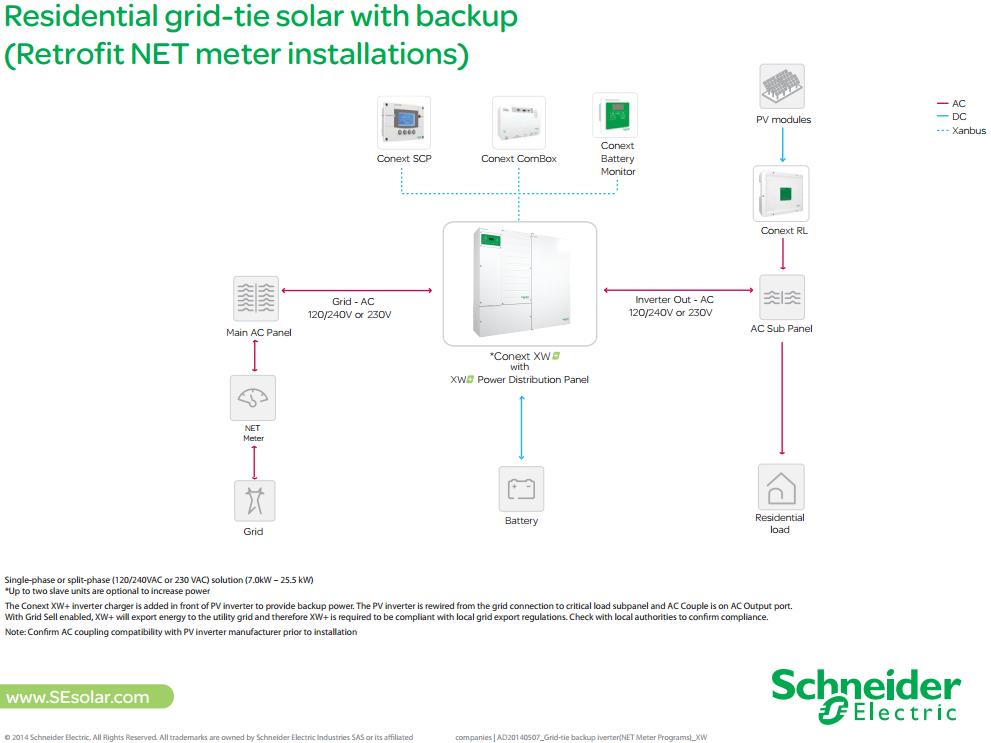 Residential grid-tie solar with backup
(Retrofit NET meter installations)
AC
DC
Xanbus
Conext SCP
Conext ComBox
Conext
Battery
Monitor
PV modules
Conext RL
Main AC Panel
Grid - AC
120/240V or 230V
Inverter Out - AC
120/240V or 230V
AC Sub Panel
*Conext XW+
with
XW+ Power Distribution Panel
NET
Meter
Grid
Battery
Residential
load
Single-phase or split-phase (120/240VAC or 230 VAC) solution (7.0kW – 25.5 kW)
*Up to two slave units are optional to increase power
The Conext XW+ inverter charger is added in front of PV inverter to provide backup power. The PV inverter is rewired from the grid connection to critical load subpanel and AC Couple is on AC Output port.
With Grid Sell enabled, XW+ will export energy to the utility grid and therefore XW+ is required to be compliant with local grid export regulations. Check with local authorities to confirm compliance.
Note: Confirm AC coupling compatibility with PV inverter manufacturer prior to installation
www.SEsolar.com
Schneider
Electric
© 2014 Schneider Electric. All Rights Reserved. All trademarks are owned by Schneider Electric Industries SAS or its affiliated
companies | AD20140507_Grid-tie backup iverter(NET Meter Programs)_XW